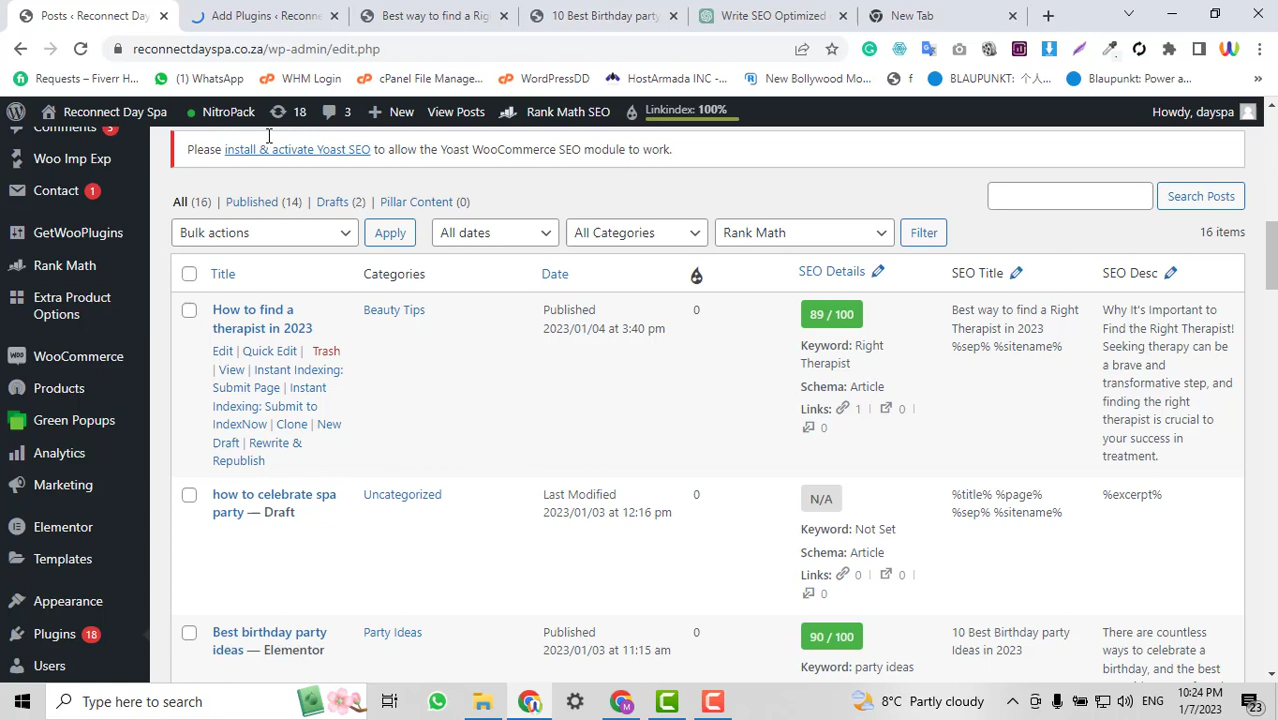 Posts ‹ Reconnect Day
Add Plugins ‹ Reconne
Best way to find a Rig
10 Best Birthday party
Write SEO Optimized
New Tab
reconnectdayspa.co.za/wp-admin/edit.php
Requests – Fiverr H...
(1) WhatsApp
WHM Login
cPanel File Manage...
WordPressDD
HostArmada INC -...
New Bollywood Mo...
f
BLAUPUNKT: 个人...
Blaupunkt: Power a...
Reconnect Day Spa
NitroPack
18
3
New
View Posts
Rank Math SEO
Linkindex: 100%
Howdy, dayspa
Comments 3
Woo Imp Exp
Contact 1
GetWooPlugins
Rank Math
Extra Product
Options
WooCommerce
Products
Green Popups
Analytics
Marketing
Elementor
Templates
Appearance
Plugins 18
Users
Please install & activate Yoast SEO to allow the Yoast WooCommerce SEO module to work.
All (16) | Published (14) | Drafts (2) | Pillar Content (0)
Search Posts
Bulk actions
Apply
All dates
All Categories
Rank Math
Filter
16 items
Title
Categories
Date
SEO Details
SEO Title
SEO Desc
How to find a
therapist in 2023
Edit | Quick Edit | Trash
| View | Instant Indexing:
Submit Page | Instant
Indexing: Submit to
IndexNow | Clone | New
Draft | Rewrite &
Republish
Beauty Tips
Published
2023/01/04 at 3:40 pm
0
89 / 100
Keyword: Right
Therapist
Schema: Article
Links: 1 | 0 |
0
Best way to find a Right
Therapist in 2023
%sep% %sitename%
Why It's Important to
Find the Right Therapist!
Seeking therapy can be
a brave and
transformative step, and
finding the right
therapist is crucial to
your success in
treatment.
how to celebrate spa
party — Draft
Uncategorized
Last Modified
2023/01/03 at 12:16 pm
0
N/A
Keyword: Not Set
Schema: Article
Links: 0 | 0 |
0
%title% %page%
%sep% %sitename%
%excerpt%
Best birthday party
ideas — Elementor
Party Ideas
Published
2023/01/03 at 11:15 am
0
90 / 100
Keyword: party ideas
10 Best Birthday party
Ideas in 2023
There are countless
ways to celebrate a
birthday, and the best
Type here to search
8°C Partly cloudy
ENG
10:24 PM
1/7/2023
23